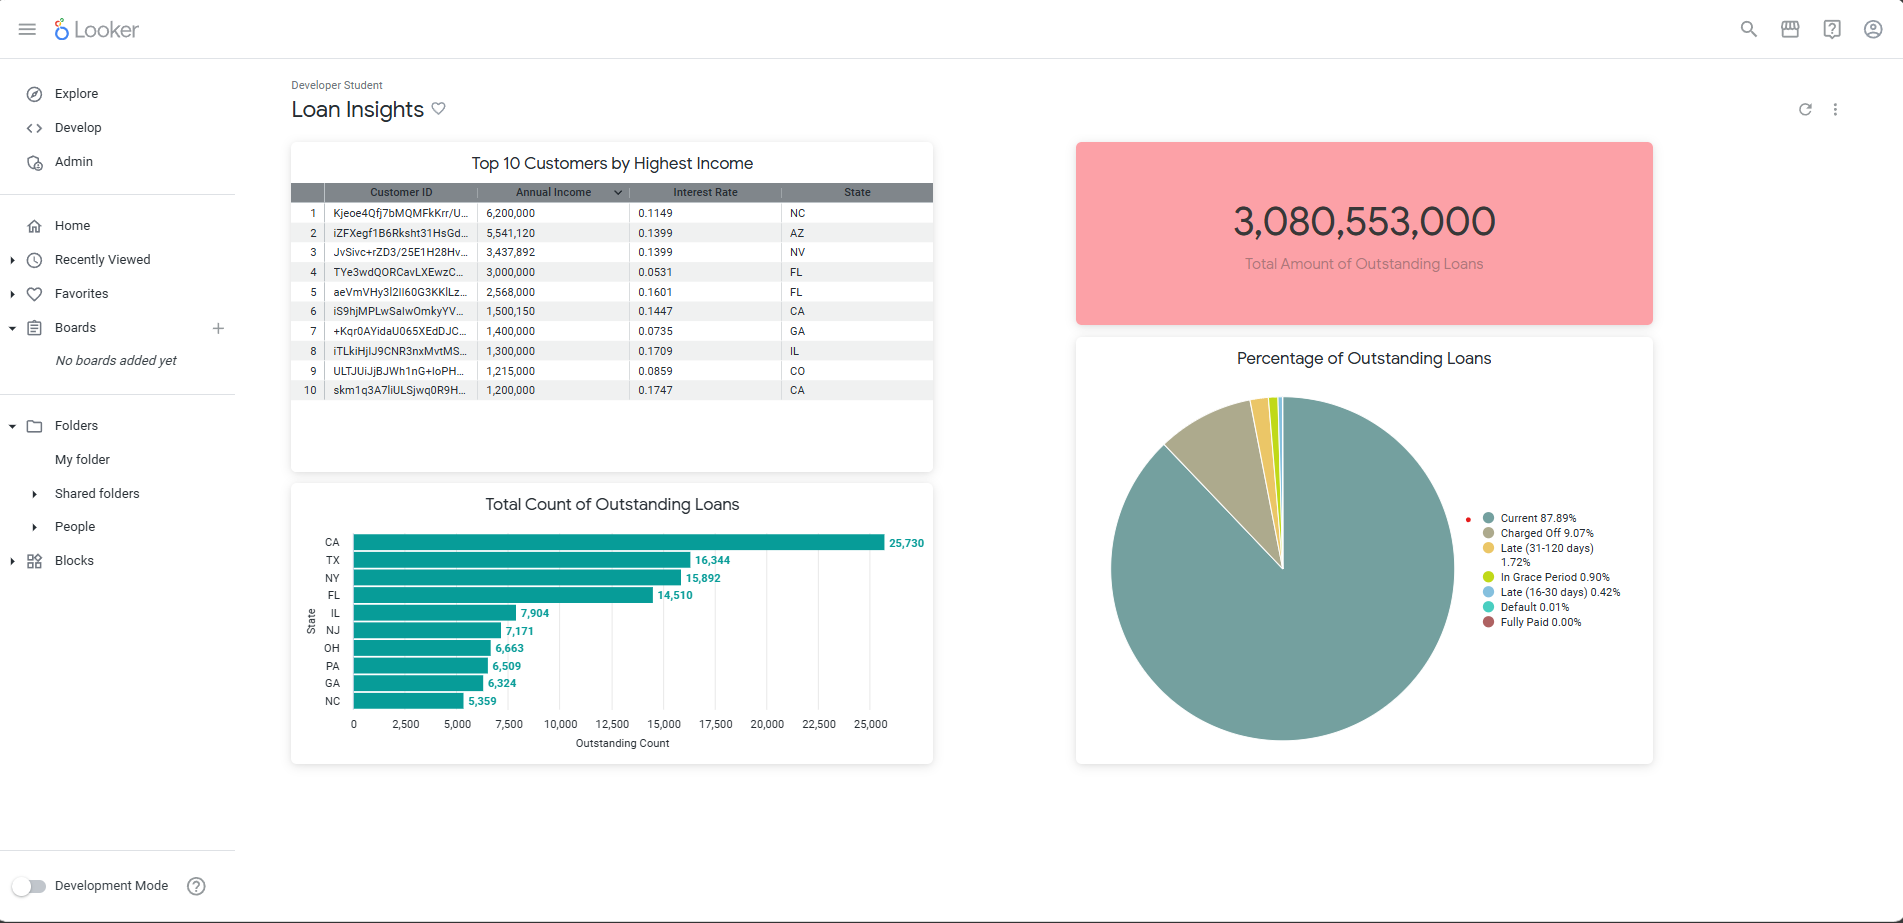 Looker
Explore
Develop
Admin
Home
Recently Viewed
Favorites
Boards
No boards added yet
Folders
My folder
Shared folders
People
Blocks
Development Mode
Developer Student
Loan Insights
Top 10 Customers by Highest Income
Customer ID Annual Income Interest Rate State
1 Kjeoe4Qfj7bMQMFkKrr/U... 6,200,000 0.1149 NC
2 iZFXegf1B6Rksht31HsGd... 5,541,120 0.1399 AZ
3 JvSivc+rZD3/25E1H28Hv... 3,437,892 0.1399 NV
4 TYe3wdQORCavLXEwzC... 3,000,000 0.0531 FL
5 2,568,000 0.1601 FL
6 1,500,150 0.1447 CA
7 +Kqr0AYidaU065XEdDJC... 1,400,000 0.0735 GA
8 1,300,000 0.1709 IL
9 1,215,000 0.0859 CO
10 1,200,000 0.1747 CA
Total Count of Outstanding Loans
State
CA 25,730
TX 16,344
NY 15,892
FL 14,510
IL 7,904
NJ 7,171
OH 6,663
PA 6,509
GA 6,324
NC 5,359
0 2,500 5,000 7,500 10,000 12,500 15,000 17,500 20,000 22,500 25,000
Outstanding Count
3,080,553,000
Total Amount of Outstanding Loans
Percentage of Outstanding Loans
Current 87.89%
Charged Off 9.07%
Late (31-120 days)
1.72%
In Grace Period 0.90%
Late (16-30 days) 0.42%
Default 0.01%
Fully Paid 0.00%